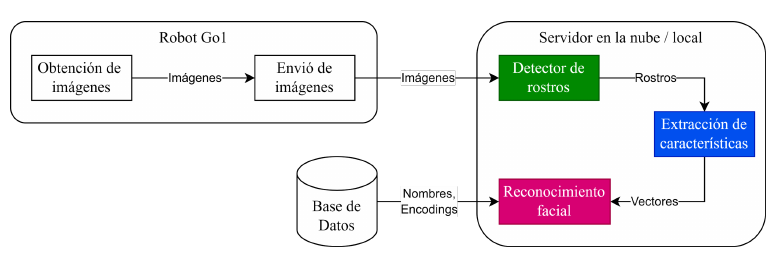 Robot Go1
Servidor en la nube / local
Obtención de
imágenes
Imágenes
Envió de
imágenes
Imágenes
Detector de
rostros
Rostros
Extracción de
características
Base de
Datos
Nombres,
Encodings
Reconocimiento
facial
Vectores